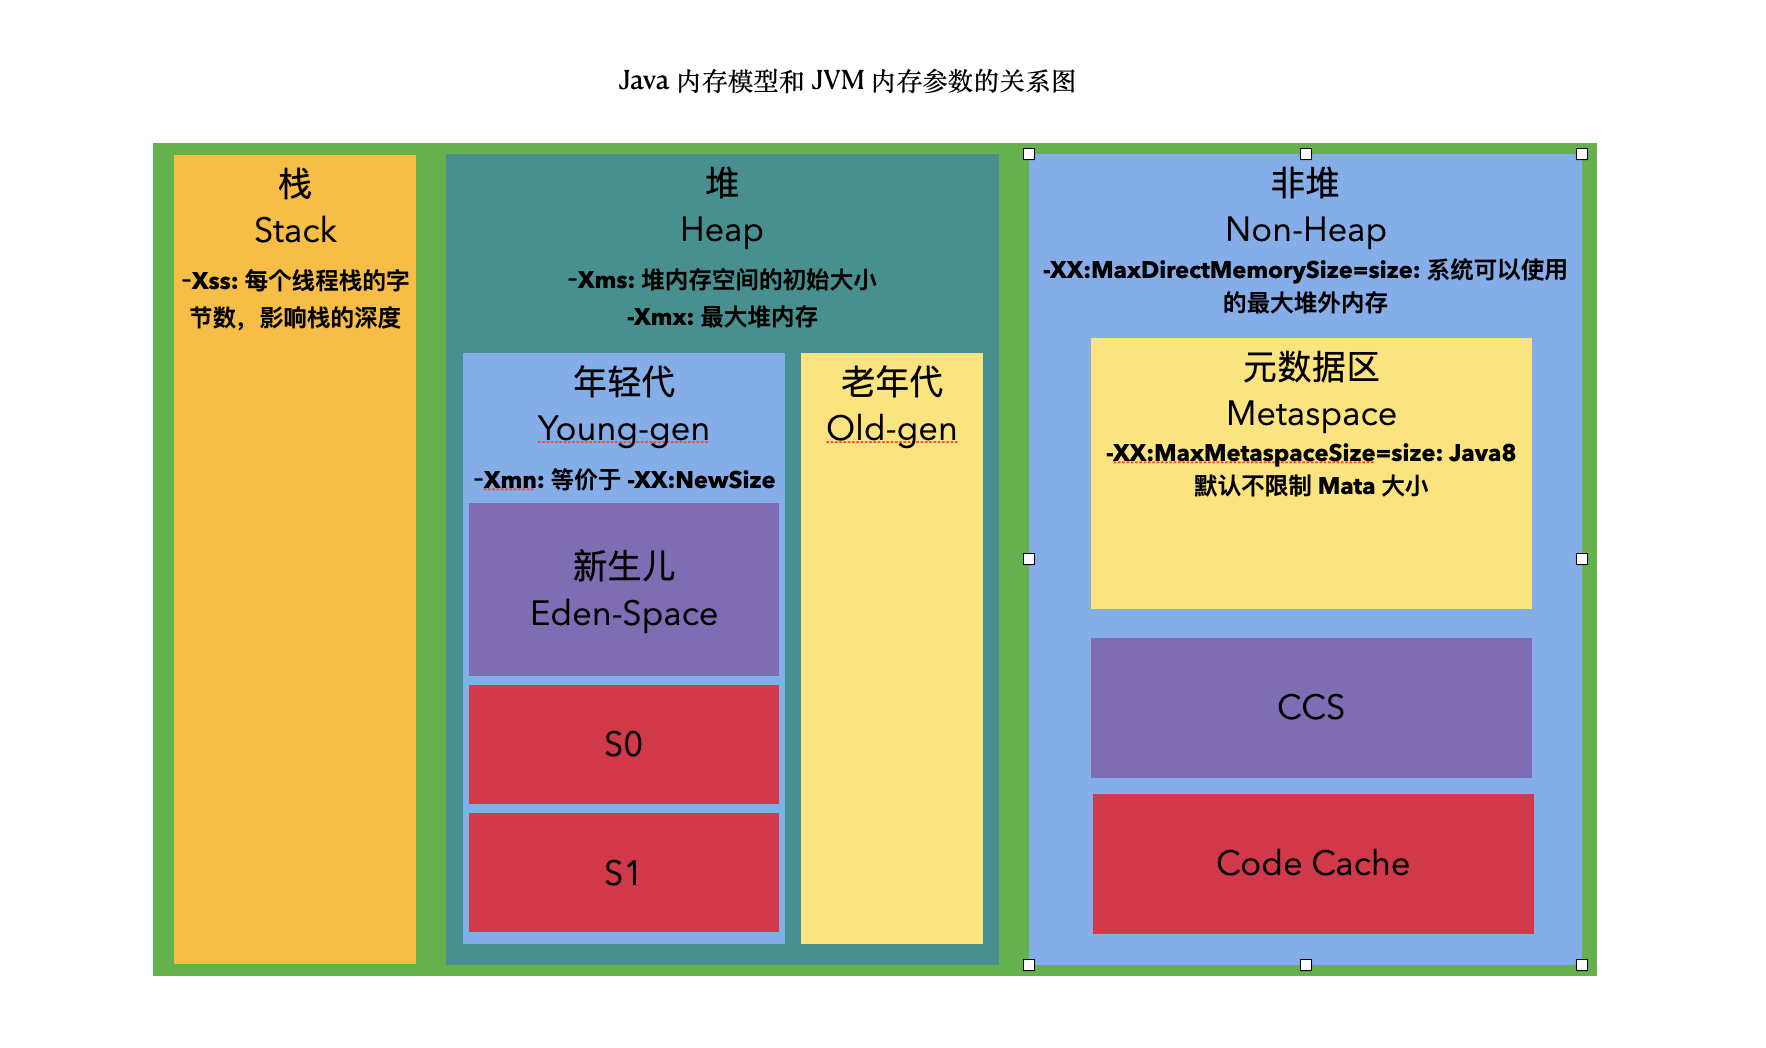 Java 内存模型和 JVM 内存参数的关系图
栈
Stack
-Xss: 每个线程栈的字
节数，影响栈的深度
堆
Heap
-Xms: 堆内存空间的初始大小
-Xmx: 最大堆内存
年轻代
Young-gen
-Xmn: 等价于 -XX:NewSize
新生儿
Eden-Space
S0
S1
老年代
Old-gen
非堆
Non-Heap
-XX:MaxDirectMemorySize=size: 系统可以使用
的最大堆外内存
元数据区
Metaspace
-XX:MaxMetaspaceSize=size: Java8
默认不限制 Mata 大小
CCS
Code Cache